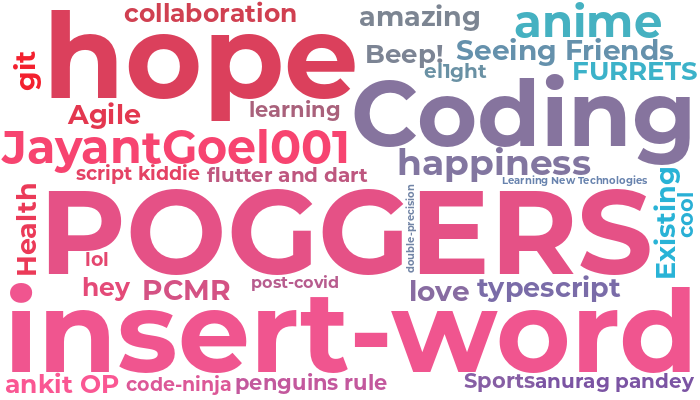 collaboration
amazing
anime
hope
git
Beep!
Seeing Friends
el1ght
FURRETS
Agile
learning
Coding
JayantGoel001
happiness
script kiddie
flutter and dart
Learning New Technologies
Health
POGGERS
double-precision
Existing
cool
lol
hey
PCMR
post-covid
love
typescript
insert-word
ankit OP
code-ninja
penguins rule
Sportsanurag pandey